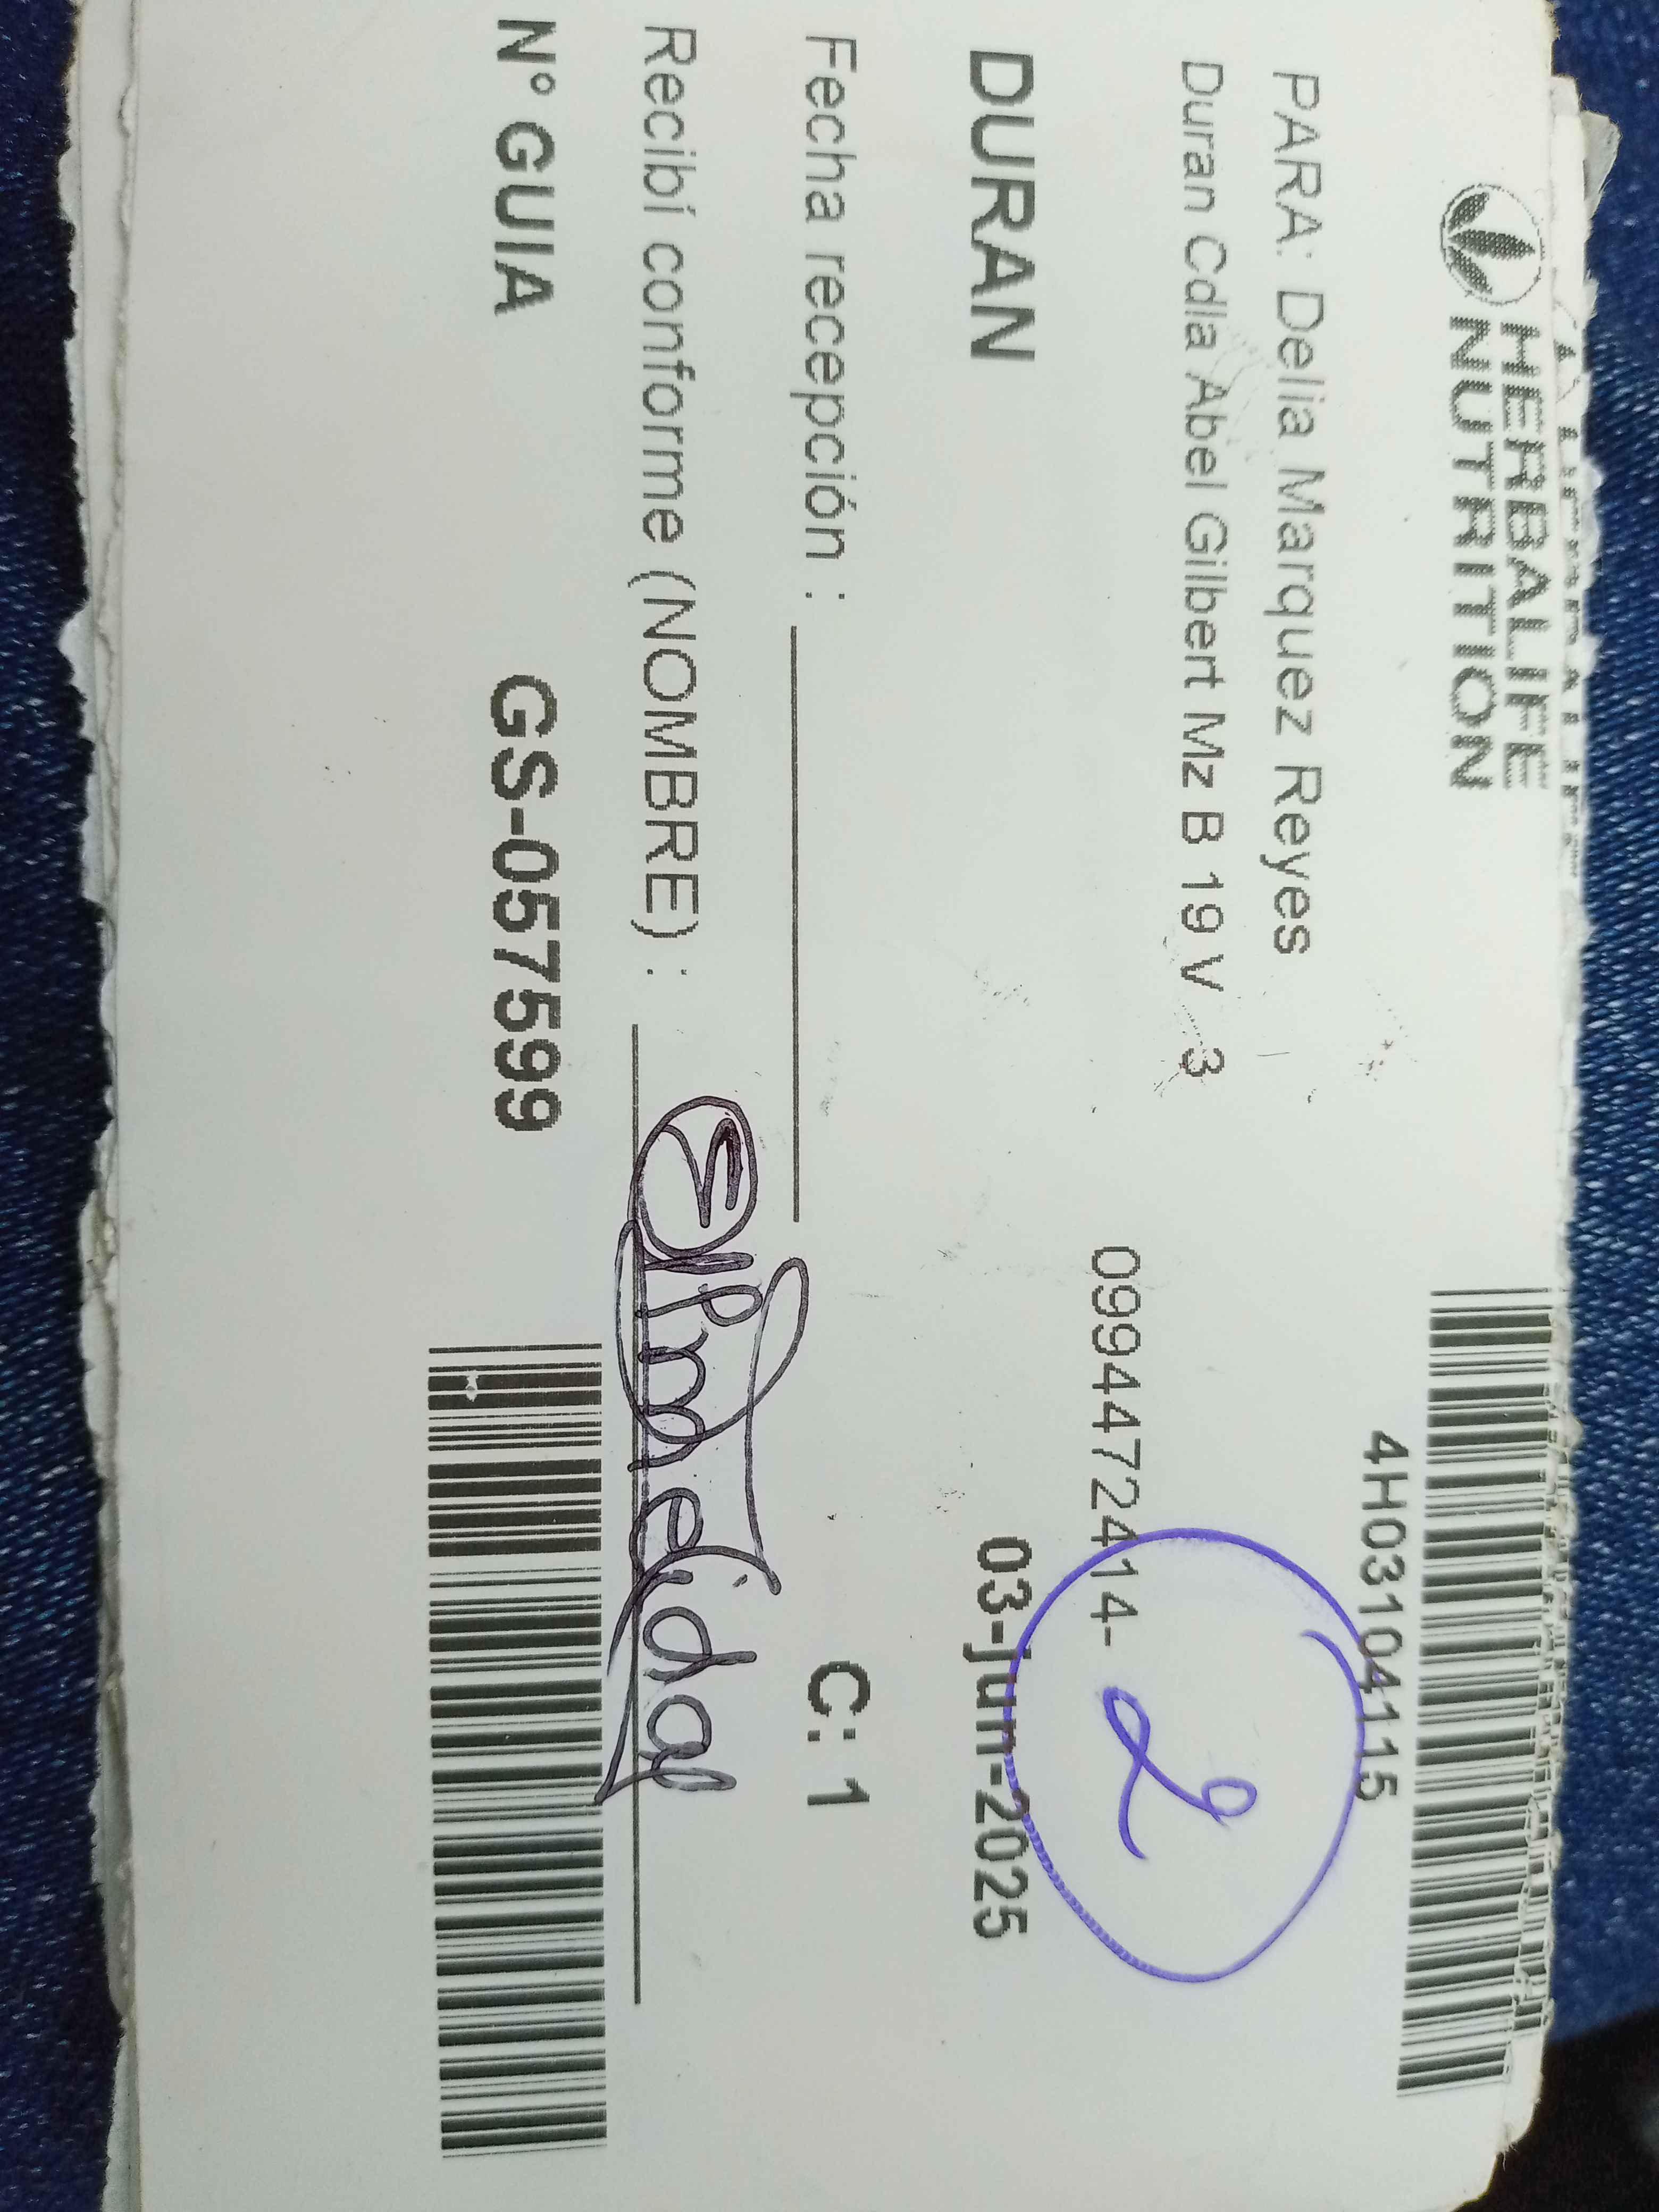 HERBALIFE
NUTRITION
4H03104115
PARA: Delia Marquez Reyes
Duran Cdla Abel Gilbert Mz B 19 V 3
0994472414-
2
DURAN
03-jun-2025
Fecha recepción :
C: 1
Recibí conforme (NOMBRE) :
Nº GUIA
GS-057599